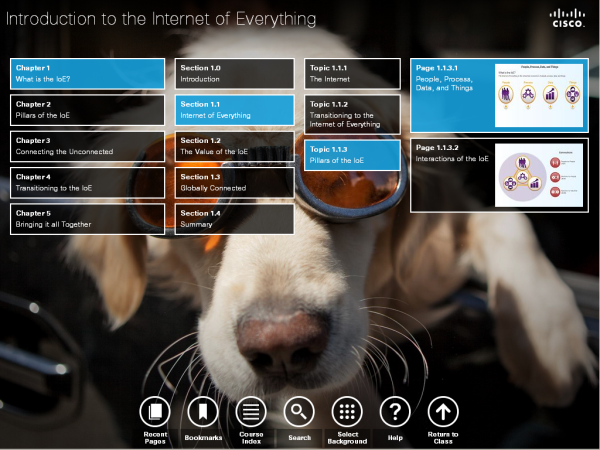 Introduction to the Internet of Everything
CISCO
Chapter 1
What is the IoE?
Chapter 2
Pillars of the IoE
Chapter 3
Connecting the Unconnected
Chapter 4
Transitioning to the IoE
Chapter 5
Bringing it all Together
Section 1.0
Introduction
Section 1.1
Internet of Everything
Section 1.2
The Value of the IoE
Section 1.3
Globally Connected
Section 1.4
Summary
Topic 1.1.1
The Internet
Topic 1.1.2
Transitioning to the
Internet of Everything
Topic 1.1.3
Pillars of the IoE
Page 1.1.3.1
People, Process,
Data, and Things
People, Process, Data, and Things
Page 1.1.3.2
Interactions of the IoE
Recent
Pages
Bookmarks
Course
Index
Search
Select
Background
Help
Return to
Class